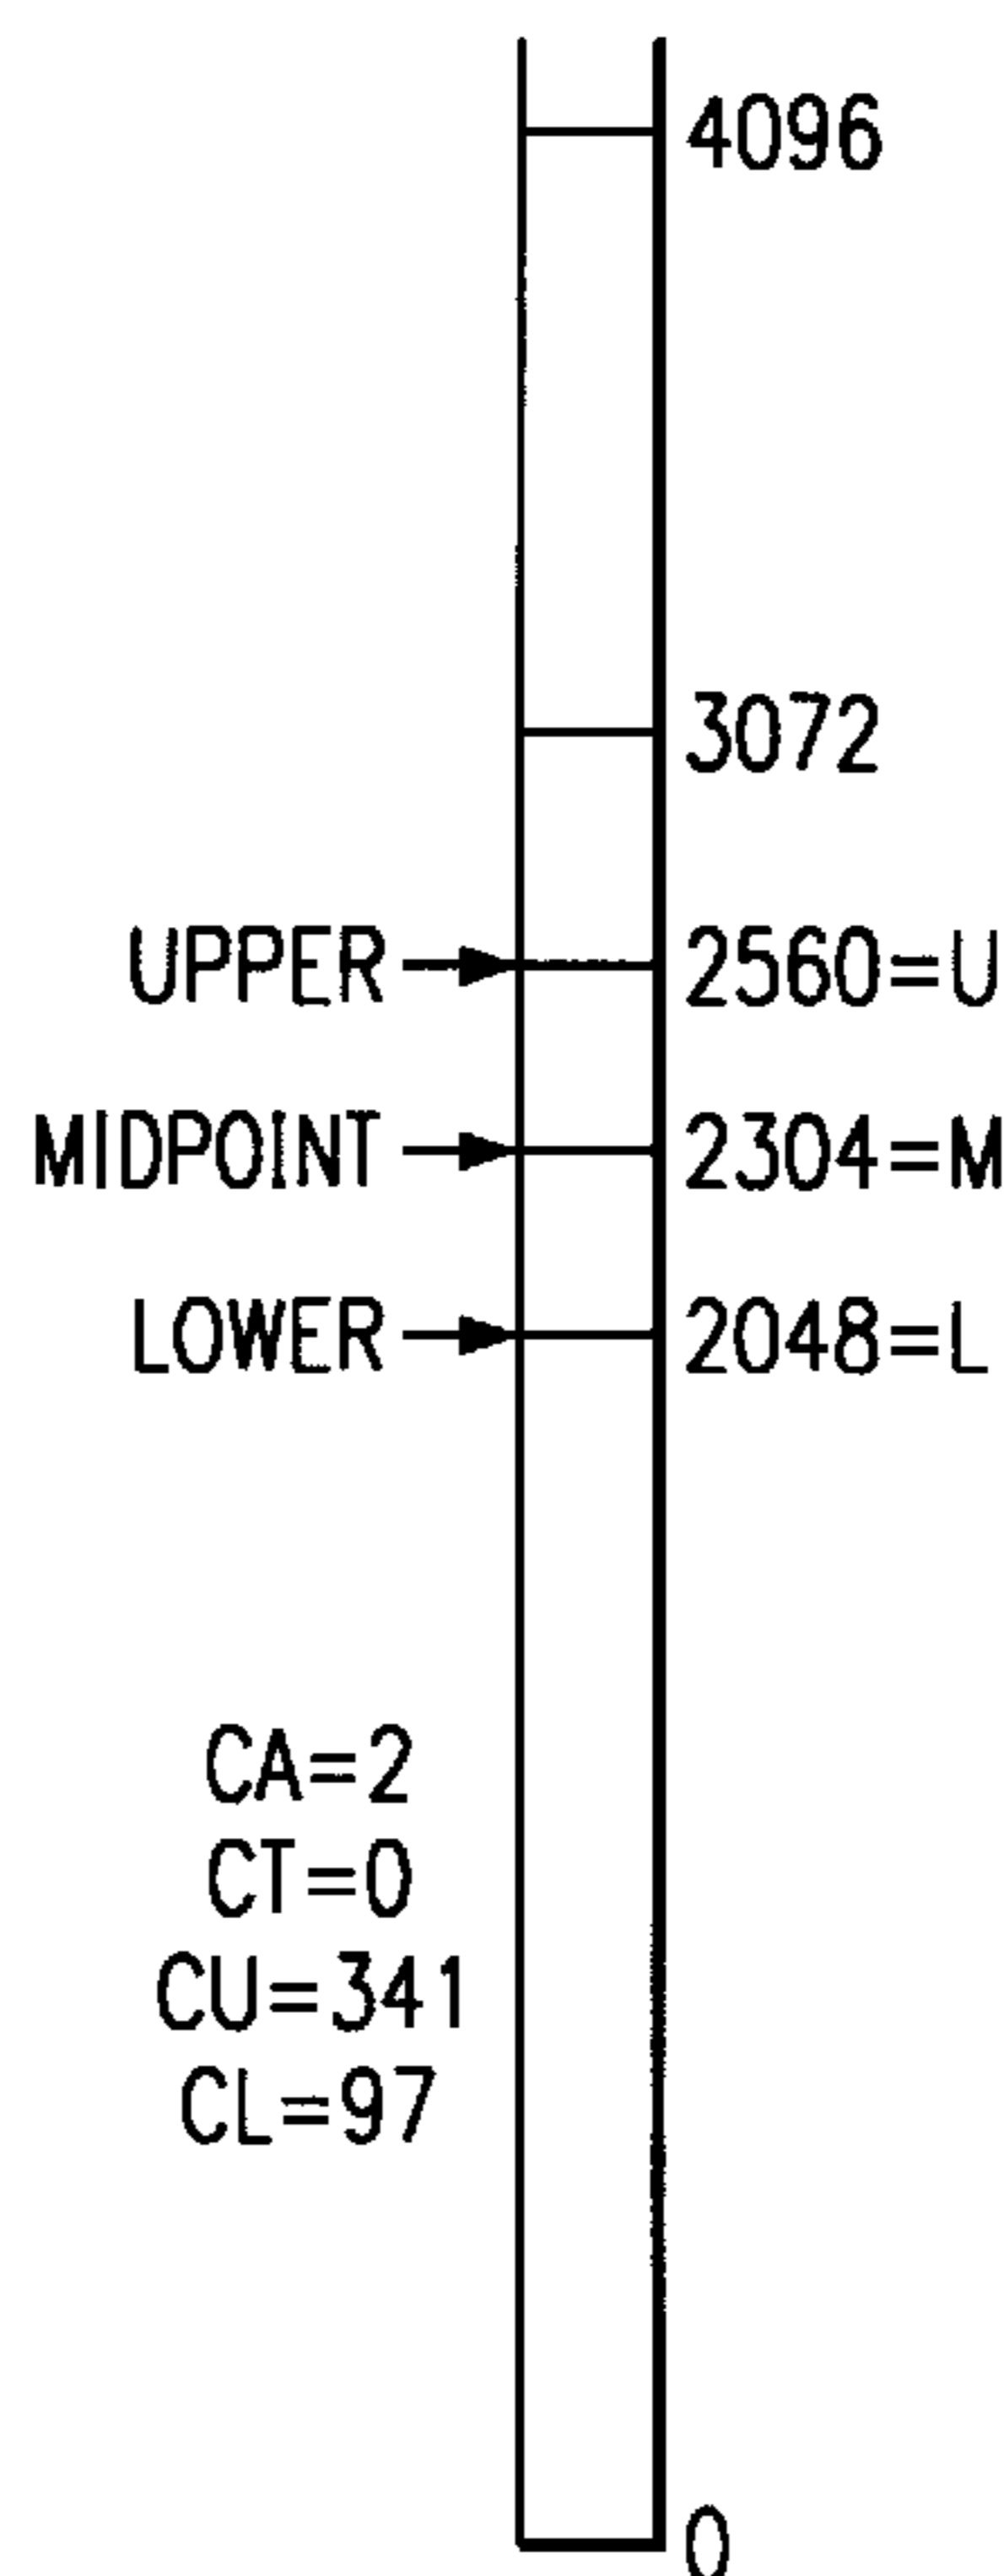 4096
3072
UPPER 2560=U
MIDPOINT 2304=M
LOWER 2048=L
CA=2
CT=0
CU=341
CL=97
0